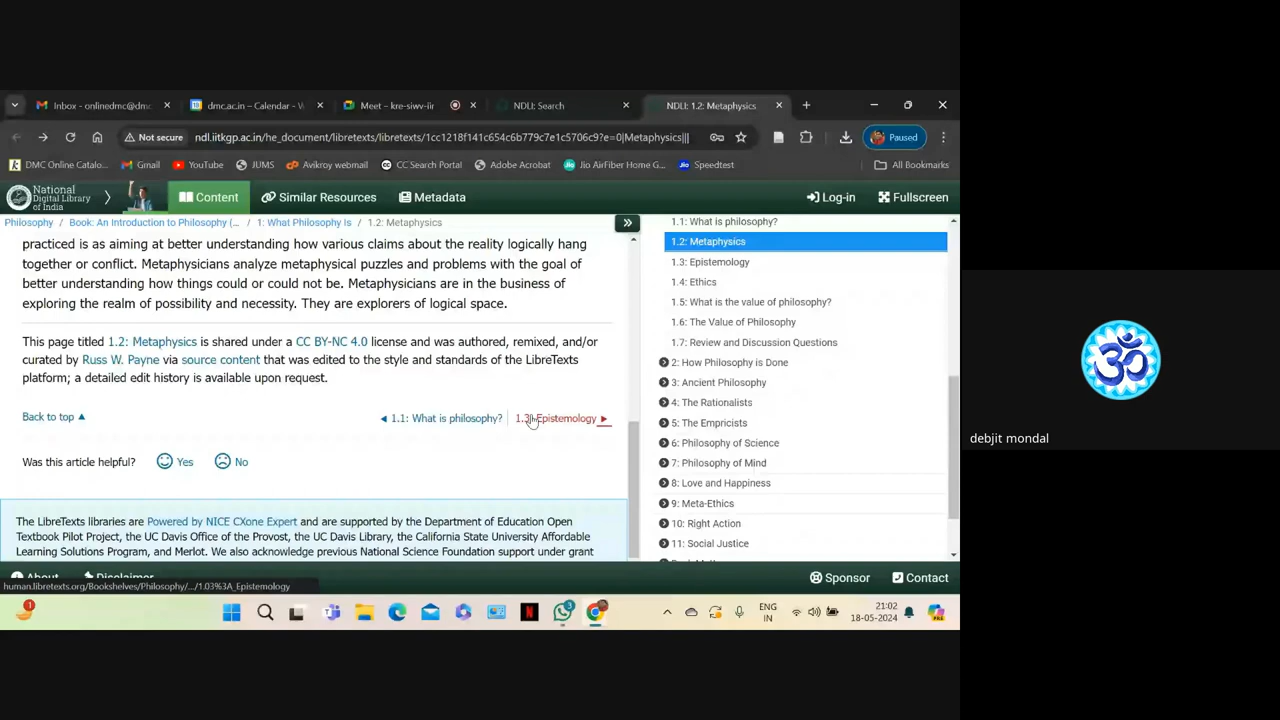 Inbox - onlinedmc@dmc
dmc.ac.in – Calendar - W
Meet – kre-siwv-iir
NDLI: Search
NDLI: 1.2: Metaphysics
Not secure
ndl.iitkgp.ac.in/he_document/libretexts/libretexts/1cc1218f141c654c6b779c7e1c5706c9?e=0|Metaphysics|||
Paused
DMC Online Catalo...
Gmail
YouTube
JUMS
Avikroy webmail
CC Search Portal
Adobe Acrobat
Jio AirFiber Home G...
Speedtest
All Bookmarks
National
Digital Library
of India
Content
Similar Resources
Metadata
Log-in
Fullscreen
Philosophy / Book: An Introduction to Philosophy (... / 1: What Philosophy Is / 1.2: Metaphysics
practiced is as aiming at better understanding how various claims about the reality logically hang
together or conflict. Metaphysicians analyze metaphysical puzzles and problems with the goal of
better understanding how things could or could not be. Metaphysicians are in the business of
exploring the realm of possibility and necessity. They are explorers of logical space.
This page titled 1.2: Metaphysics is shared under a CC BY-NC 4.0 license and was authored, remixed, and/or
curated by Russ W. Payne via source content that was edited to the style and standards of the LibreTexts
platform; a detailed edit history is available upon request.
Back to top
1.1: What is philosophy?
1.3: Epistemology
Was this article helpful?
Yes
No
The LibreTexts libraries are Powered by NICE CXone Expert and are supported by the Department of Education Open
Textbook Pilot Project, the UC Davis Office of the Provost, the UC Davis Library, the California State University Affordable
Learning Solutions Program, and Merlot. We also acknowledge previous National Science Foundation support under grant
1.1: What is philosophy?
1.2: Metaphysics
1.3: Epistemology
1.4: Ethics
1.5: What is the value of philosophy?
1.6: The Value of Philosophy
1.7: Review and Discussion Questions
2: How Philosophy is Done
3: Ancient Philosophy
4: The Rationalists
5: The Empricists
6: Philosophy of Science
7: Philosophy of Mind
8: Love and Happiness
9: Meta-Ethics
10: Right Action
11: Social Justice
About
Disclaimer
Sponsor
Contact
human.libretexts.org/Bookshelves/Philosophy/.../1.03%3A_Epistemology
1
3
ENG
IN
21:02
18-05-2024
ॐ
debjit mondal